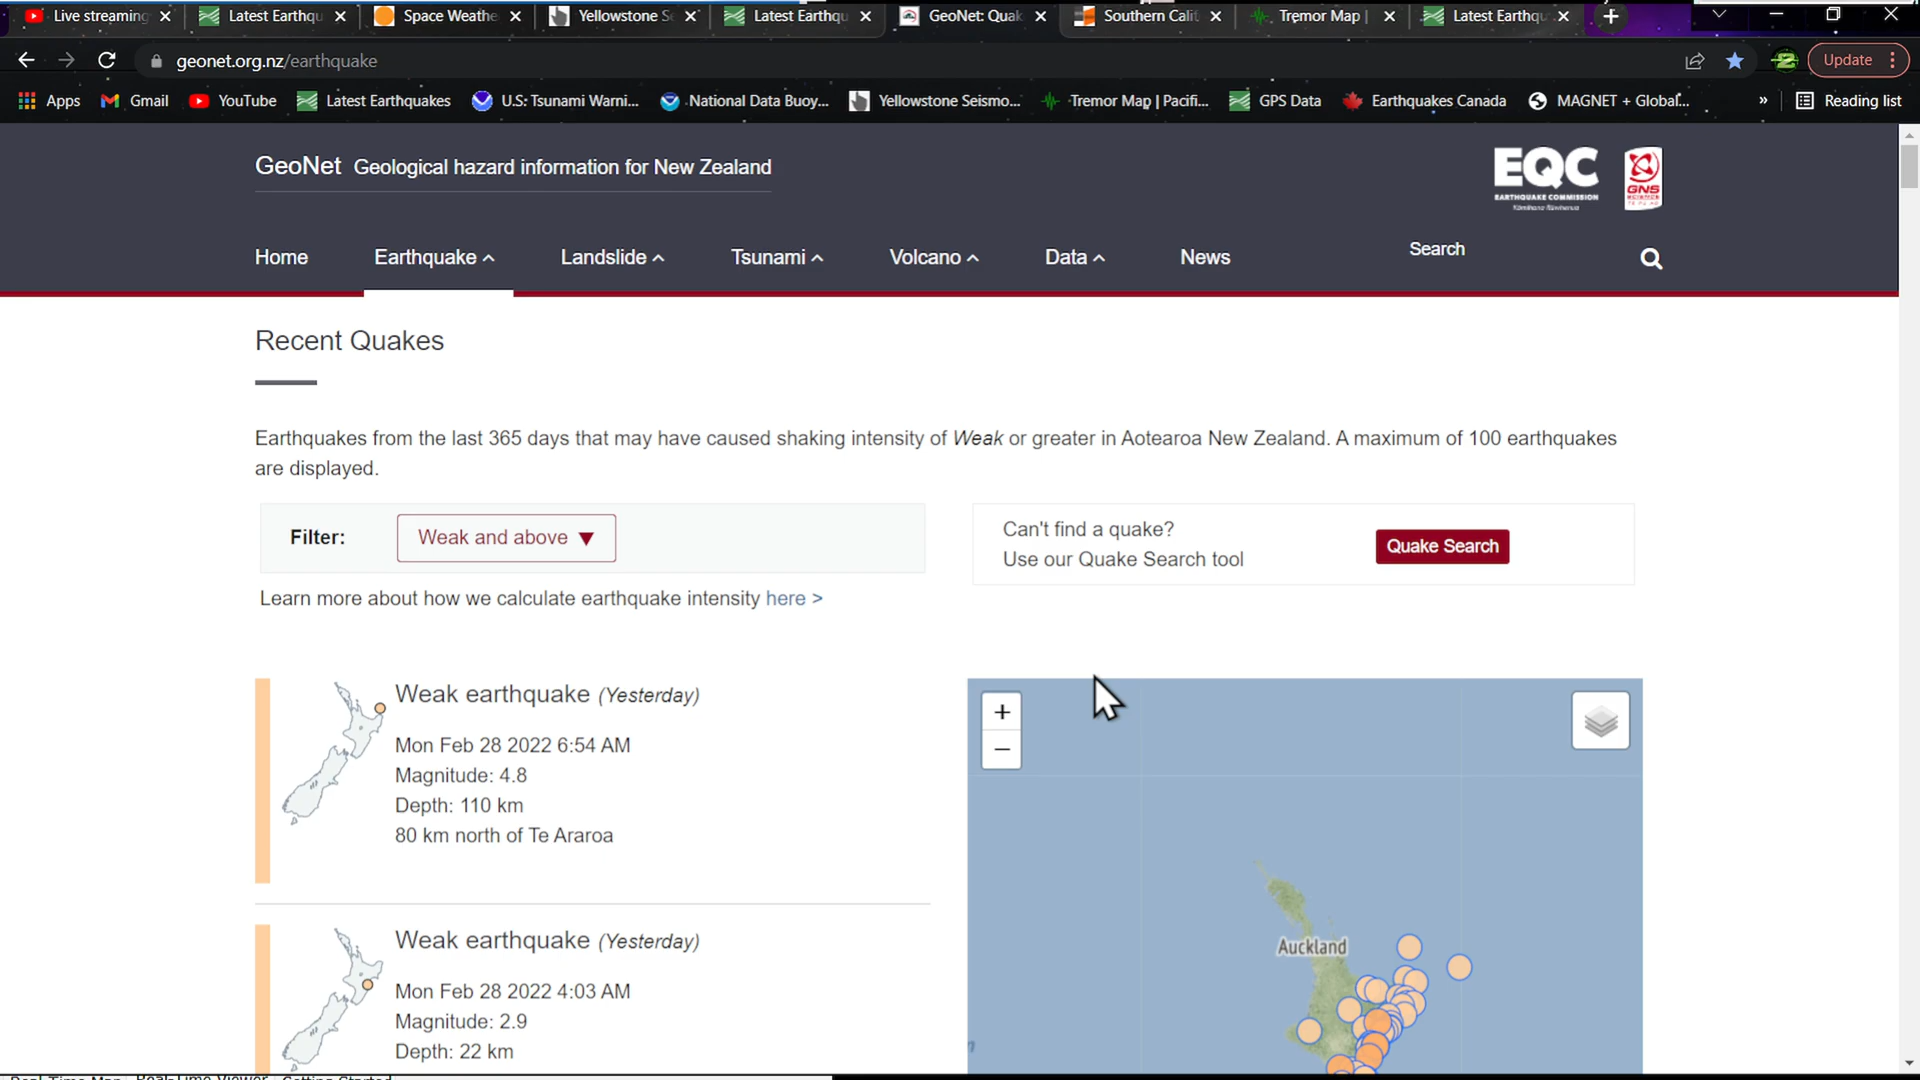 Live streaming
Latest Earthqu
Space Weathe
Yellowstone Se
Latest Earthqu
GeoNet: Quak
Southern Calif
Tremor Map |
Latest Earthqu
geonet.org.nz/earthquake
Update
Apps
Gmail
YouTube
Latest Earthquakes
U.S. Tsunami Warni...
National Data Buoy...
Yellowstone Seismo...
Tremor Map | Pacifi...
GPS Data
Earthquakes Canada
MAGNET + Global...
»
Reading list
GeoNet Geological hazard information for New Zealand
EQC
EARTHQUAKE COMMISSION
GNS
SCIENCE
Home
Earthquake
Landslide
Tsunami
Volcano
Data
News
Search
Recent Quakes
Earthquakes from the last 365 days that may have caused shaking intensity of Weak or greater in Aotearoa New Zealand. A maximum of 100 earthquakes
are displayed.
Filter:
Weak and above
Can't find a quake?
Use our Quake Search tool
Quake Search
Learn more about how we calculate earthquake intensity here >
Weak earthquake (Yesterday)
Mon Feb 28 2022 6:54 AM
Magnitude: 4.8
Depth: 110 km
80 km north of Te Araroa
+
−
Auckland
Weak earthquake (Yesterday)
Mon Feb 28 2022 4:03 AM
Magnitude: 2.9
Depth: 22 km